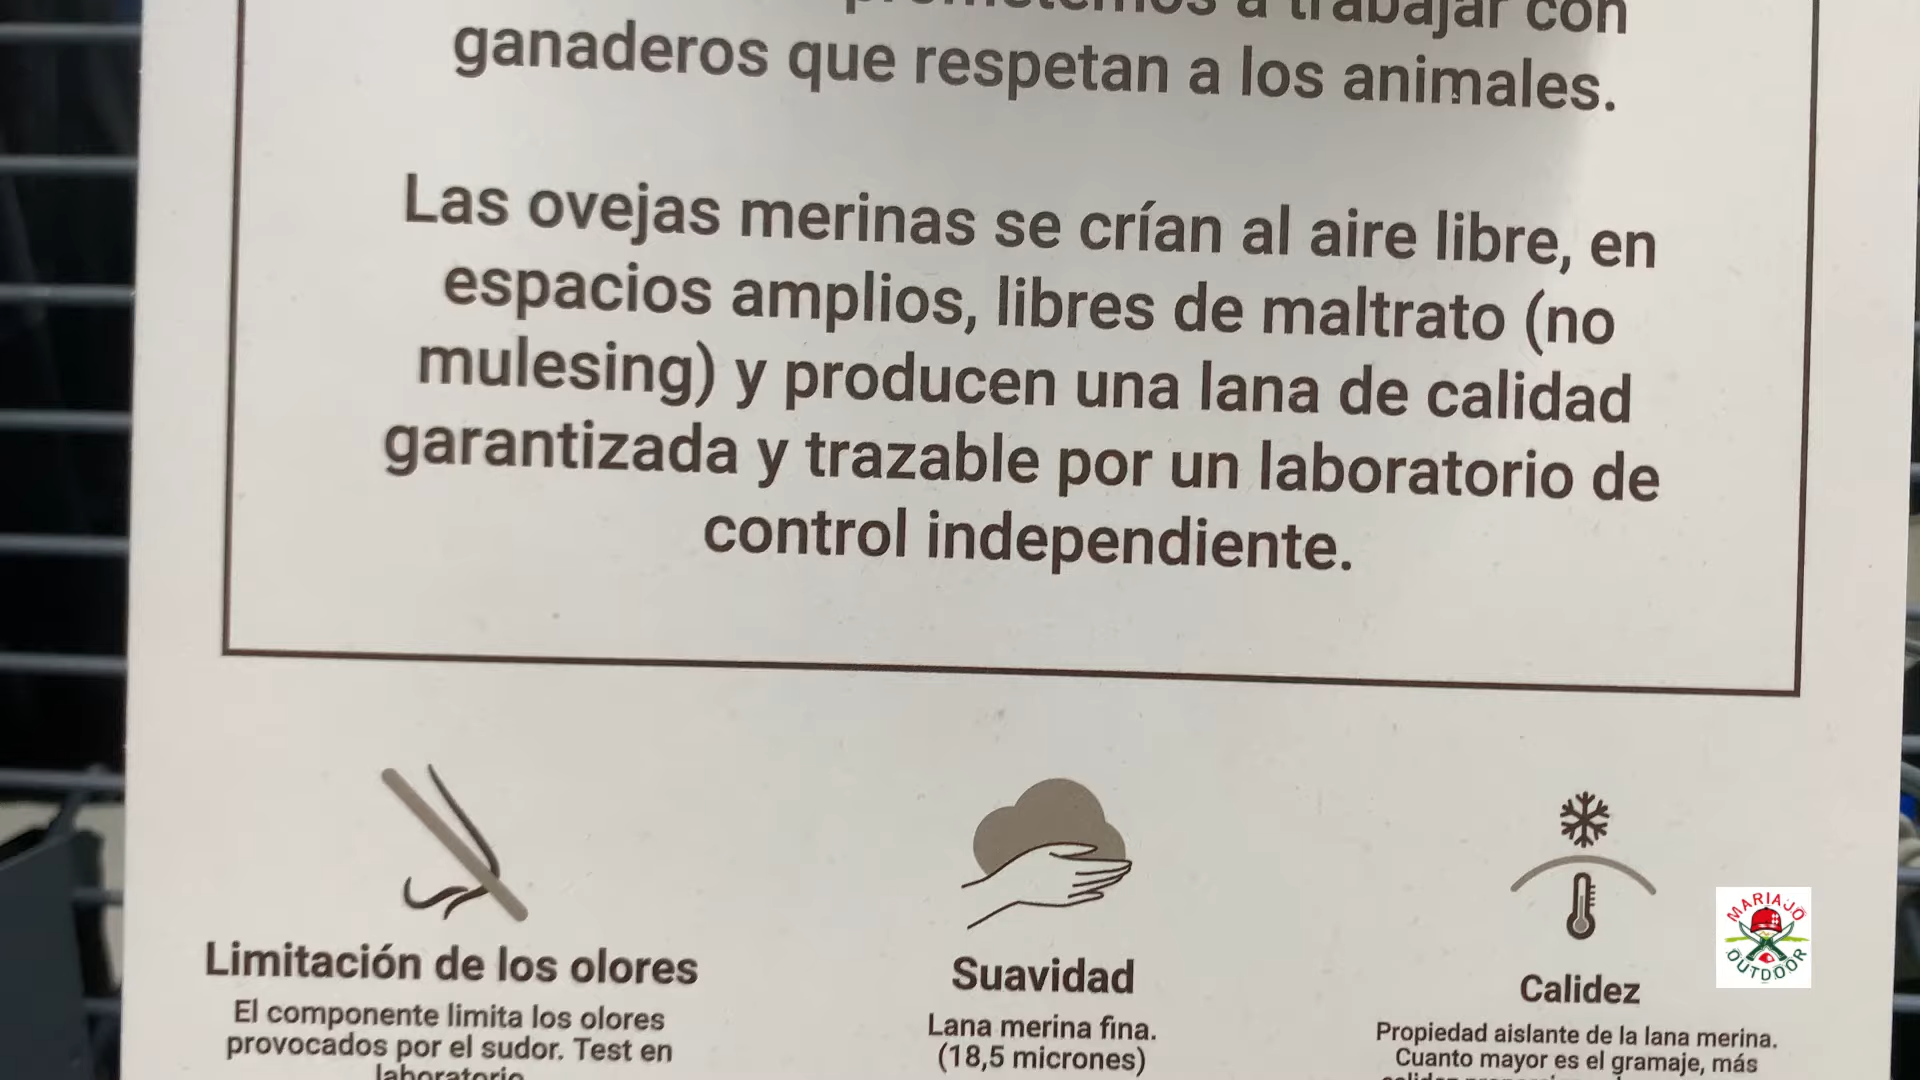 prometemos a trabajar con
ganaderos que respetan a los animales.
Las ovejas merinas se crían al aire libre, en
espacios amplios, libres de maltrato (no
mulesing) y producen una lana de calidad
garantizada y trazable por un laboratorio de
control independiente.
Limitación de los olores
El componente limita los olores
provocados por el sudor. Test en
laboratorio
Suavidad
Lana merina fina.
(18,5 micrones)
Calidez
Propiedad aislante de la lana merina.
Cuanto mayor es el gramaje, más
MARIAJO
OUTDOOR